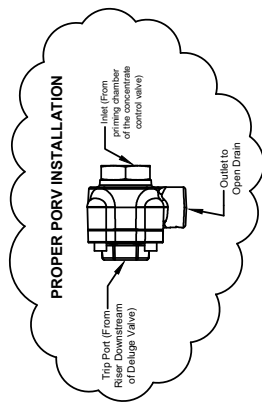 PROPER PORV INSTALLATION
Inlet (From
priming chamber
of the concentrate
control valve)
Trip Port (From
Riser Downstream
of Deluge Valve)
Outlet to
Open Drain